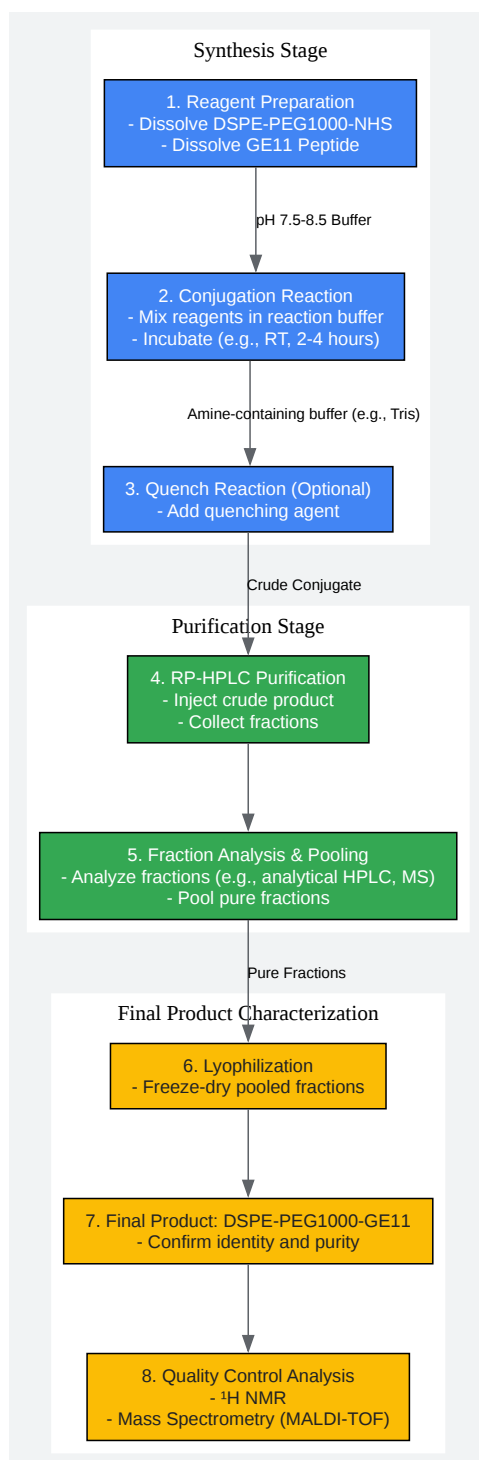 Synthesis Stage
1. Reagent Preparation
- Dissolve DSPE-PEG1000-NHS
- Dissolve GE11 Peptide
pH 7.5-8.5 Buffer
2. Conjugation Reaction
- Mix reagents in reaction buffer
- Incubate (e.g., RT, 2-4 hours)
Amine-containing buffer (e.g., Tris)
3. Quench Reaction (Optional)
- Add quenching agent
Crude Conjugate
Purification Stage
4. RP-HPLC Purification
- Inject crude product
- Collect fractions
5. Fraction Analysis & Pooling
- Analyze fractions (e.g., analytical HPLC, MS)
- Pool pure fractions
Pure Fractions
Final Product Characterization
6. Lyophilization
- Freeze-dry pooled fractions
7. Final Product: DSPE-PEG1000-GE11
- Confirm identity and purity
8. Quality Control Analysis
- ¹H NMR
- Mass Spectrometry (MALDI-TOF)